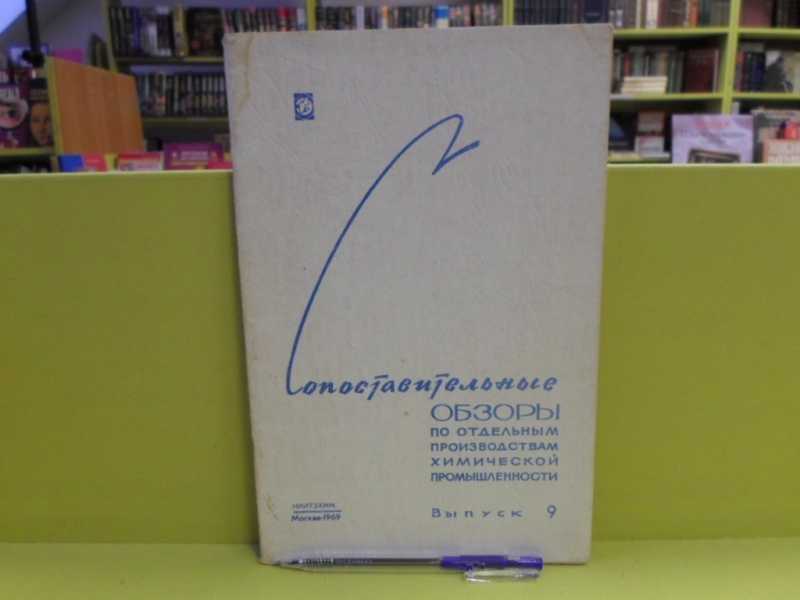 Сопоставительные
ОБЗОРЫ
ПО ОТДЕЛЬНЫМ
ПРОИЗВОДСТВАМ
ХИМИЧЕСКОЙ
ПРОМЫШЛЕННОСТИ
НИИТЭХИМ
Москва-1969
Выпуск 9